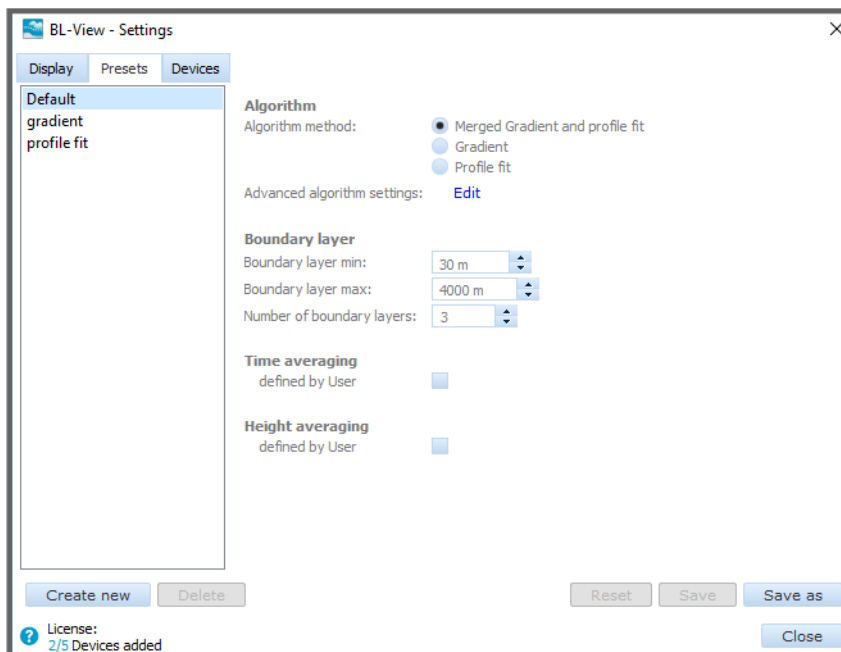 BL-View - Settings
Display Presets Devices
Default
gradient
profile fit
Algorithm
Algorithm method: Merged Gradient and profile fit
Gradient
Profile fit
Advanced algorithm settings: Edit
Boundary layer
Boundary layer min: 30 m
Boundary layer max: 4000 m
Number of boundary layers: 3
Time averaging
defined by User
Height averaging
defined by User
Create new Delete Reset Save Save as
? License:
2/5 Devices added
Close